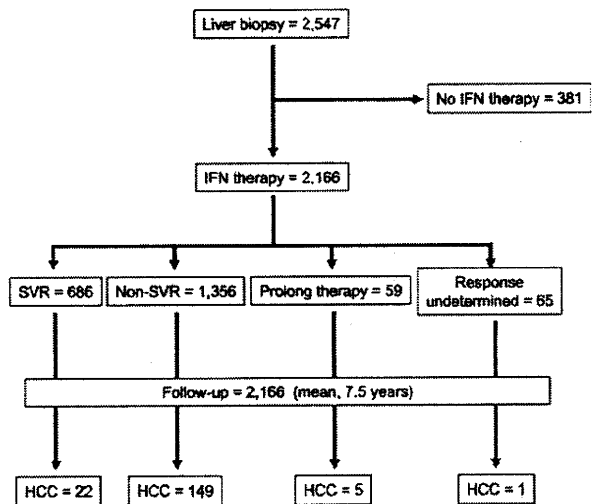 Liver biopsy = 2,547
No IFN therapy = 381
IFN therapy = 2,166
SVR = 686
Non-SVR = 1,356
Prolong therapy = 59
Response
undetermined = 65
Follow-up = 2,166 (mean, 7.5 years)
HCC = 22
HCC = 149
HCC = 5
HCC = 1